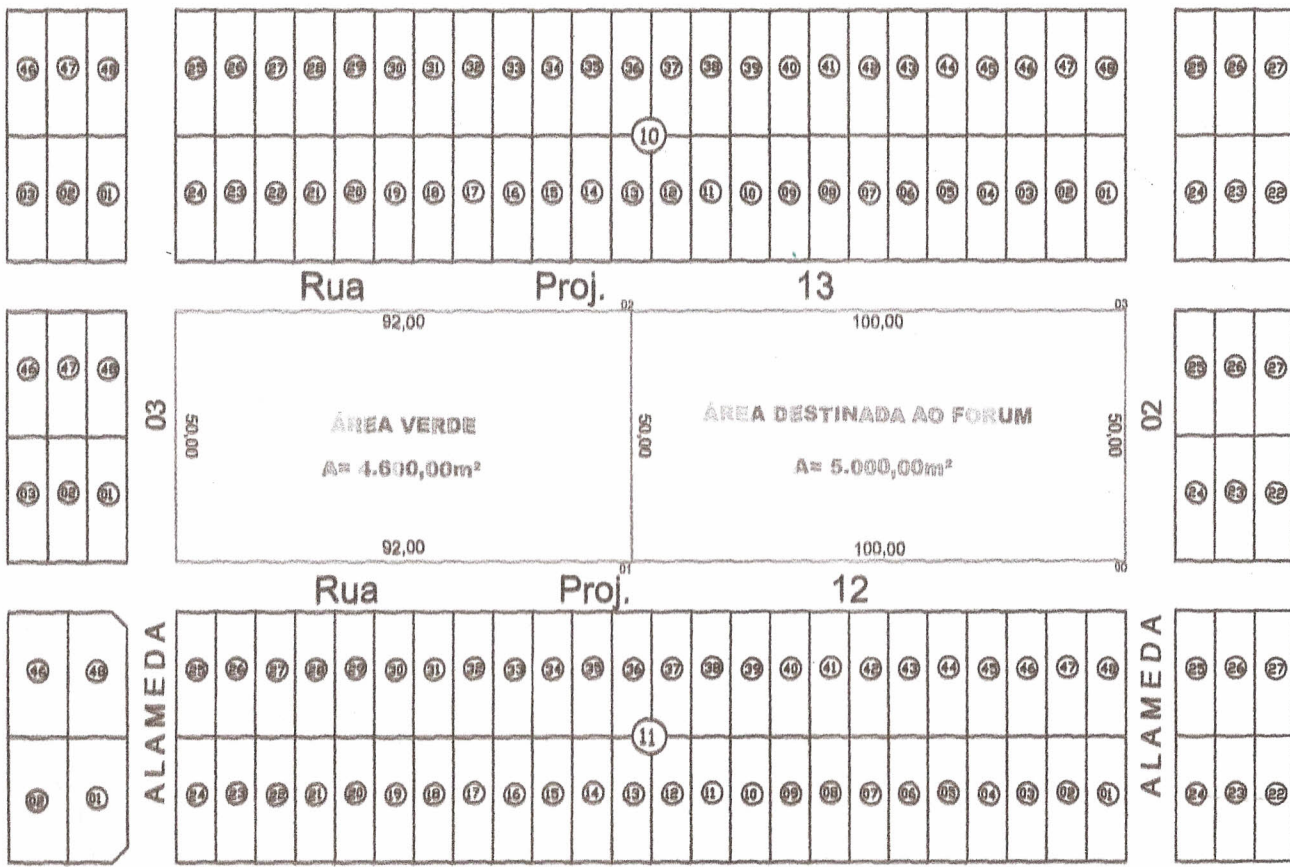 46 47 48 25 26 27 28 29 30 31 32 33 34 35 36 37 38 39 40 41 42 43 44 45 46 47 48 25 26 27
10
03 02 01 24 23 22 21 20 19 18 17 16 15 14 13 12 11 10 09 08 07 06 05 04 03 02 01 24 23 22
Rua Proj. 13
02 03
92,00 100,00
46 47 48 25 26 27
03 50,00 ÁREA VERDE 50,00 ÁREA DESTINADA AO FORUM 50,00 02
A= 4.600,00m² A= 5.000,00m²
03 02 01 24 23 22
92,00 100,00
01 00
Rua Proj. 12
46 48 25 26 27 28 29 30 31 32 33 34 35 36 37 38 39 40 41 42 43 44 45 46 47 48 25 26 27
ALAMEDA 11 ALAMEDA
02 01 24 23 22 21 20 19 18 17 16 15 14 13 12 11 10 09 08 07 06 05 04 03 02 01 24 23 22